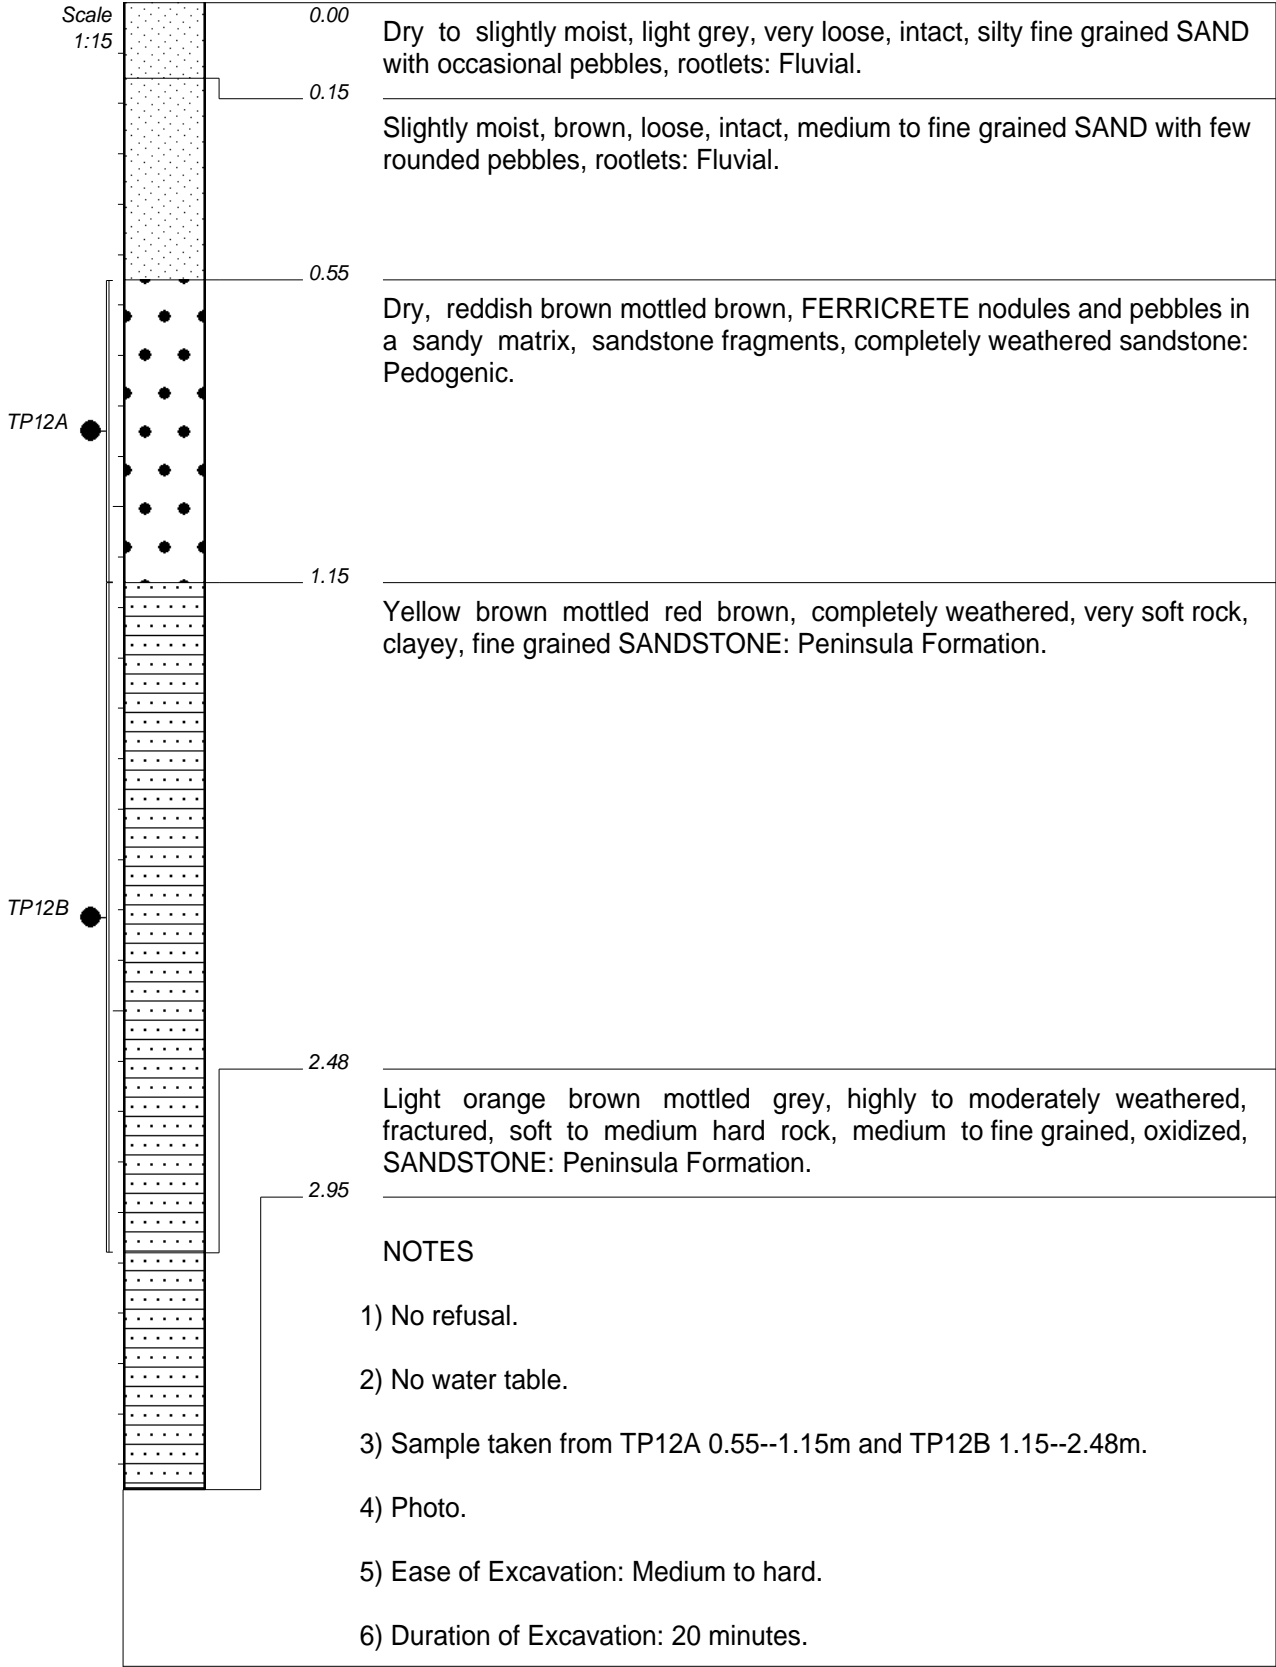 Scale
1:15
0.00
Dry to slightly moist, light grey, very loose, intact, silty fine grained SAND
with occasional pebbles, rootlets: Fluvial.
0.15
Slightly moist, brown, loose, intact, medium to fine grained SAND with few
rounded pebbles, rootlets: Fluvial.
0.55
Dry, reddish brown mottled brown, FERRICRETE nodules and pebbles in
a sandy matrix, sandstone fragments, completely weathered sandstone:
Pedogenic.
TP12A
1.15
Yellow brown mottled red brown, completely weathered, very soft rock,
clayey, fine grained SANDSTONE: Peninsula Formation.
TP12B
2.48
Light orange brown mottled grey, highly to moderately weathered,
fractured, soft to medium hard rock, medium to fine grained, oxidized,
SANDSTONE: Peninsula Formation.
2.95
NOTES
1) No refusal.
2) No water table.
3) Sample taken from TP12A 0.55--1.15m and TP12B 1.15--2.48m.
4) Photo.
5) Ease of Excavation: Medium to hard.
6) Duration of Excavation: 20 minutes.